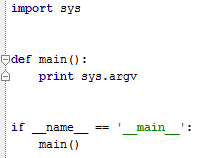 import sys
def main():
    print sys.argv
if __name__ == '__main__':
    main()